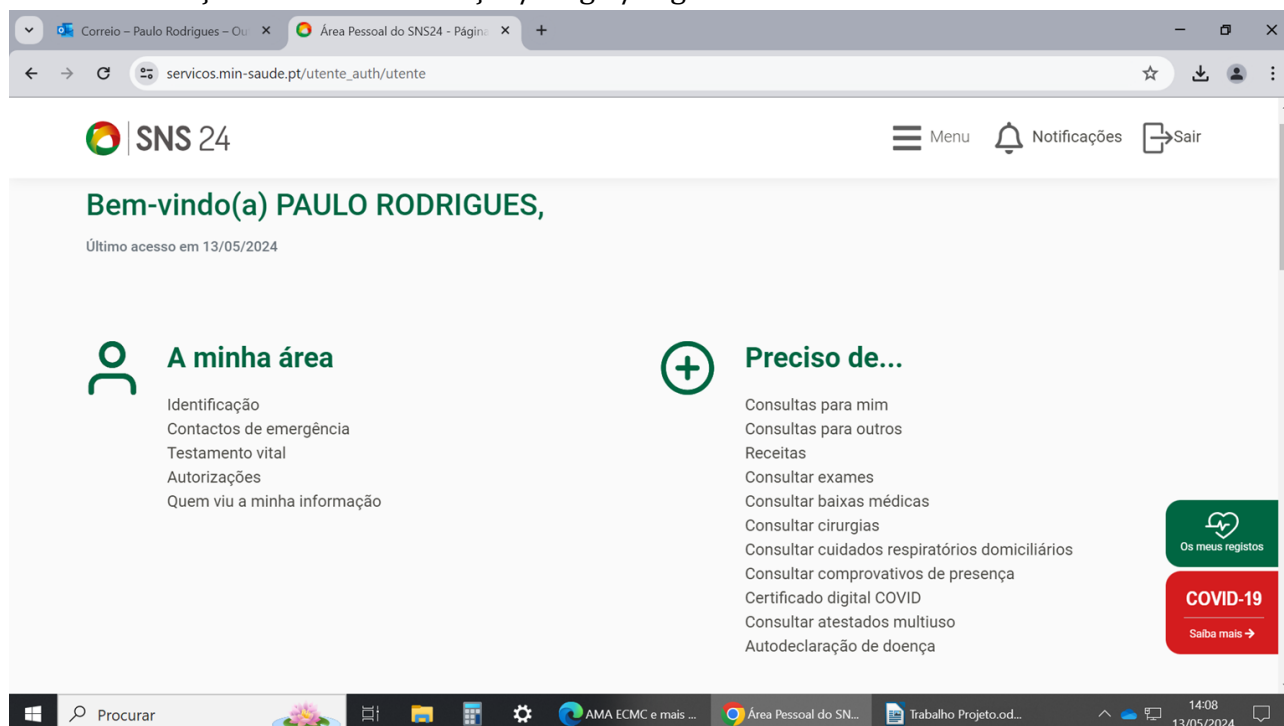 Correio – Paulo Rodrigues – Ou
Área Pessoal do SNS24 - Página
servicos.min-saude.pt/utente_auth/utente
SNS 24
Menu
Notificações
Sair
Bem-vindo(a) PAULO RODRIGUES,
Último acesso em 13/05/2024
A minha área
Identificação
Contactos de emergência
Testamento vital
Autorizações
Quem viu a minha informação
Preciso de...
Consultas para mim
Consultas para outros
Receitas
Consultar exames
Consultar baixas médicas
Consultar cirurgias
Consultar cuidados respiratórios domiciliários
Consultar comprovativos de presença
Certificado digital COVID
Consultar atestados multiuso
Autodeclaração de doença
Os meus registos
COVID-19
Saiba mais →
Procurar
AMA ECMC e mais ...
Área Pessoal do SN...
Trabalho Projeto.od...
14:08
13/05/2024